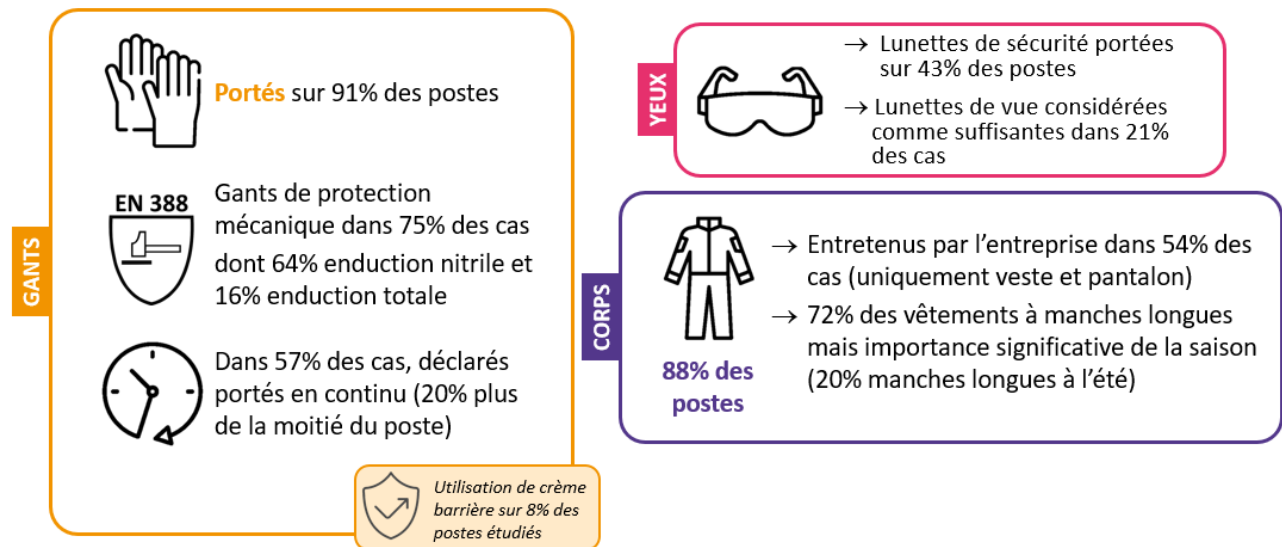 GANTS
Portés sur 91% des postes
EN 388
Gants de protection
mécanique dans 75% des cas
dont 64% enduction nitrile et
16% enduction totale
Dans 57% des cas, déclarés
portés en continu (20% plus
de la moitié du poste)
Utilisation de crème
barrière sur 8% des
postes étudiés
YEUX
→ Lunettes de sécurité portées
sur 43% des postes
→ Lunettes de vue considérées
comme suffisantes dans 21%
des cas
CORPS
88% des
postes
→ Entretenus par l’entreprise dans 54% des
cas (uniquement veste et pantalon)
→ 72% des vêtements à manches longues
mais importance significative de la saison
(20% manches longues à l’été)